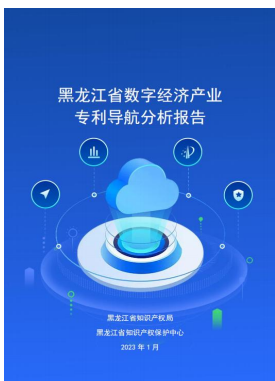 黑龙江省数字经济产业
专利导航分析报告
黑龙江省知识产权局
黑龙江省知识产权保护中心
2023 年 1 月